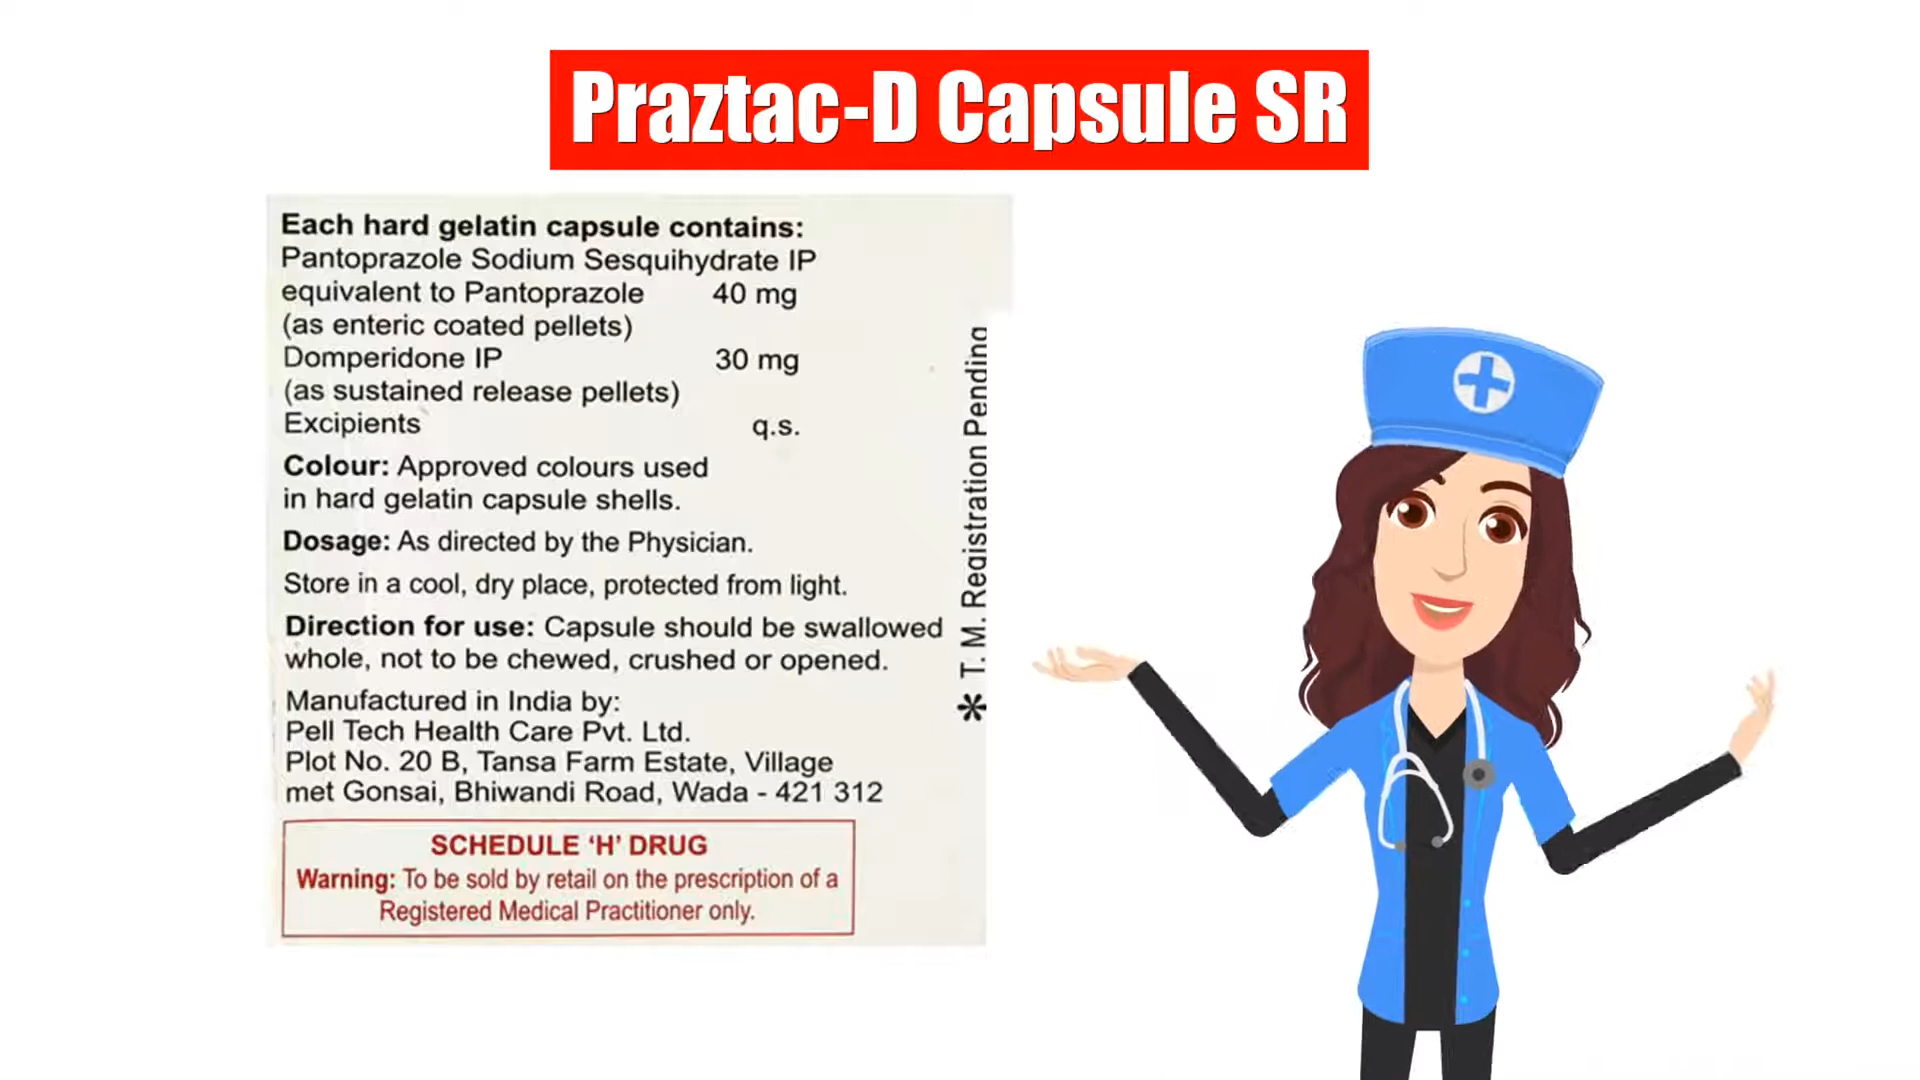 Praztac-D Capsule SR
Each hard gelatin capsule contains:
Pantoprazole Sodium Sesquihydrate IP
equivalent to Pantoprazole 40 mg
(as enteric coated pellets)
Domperidone IP 30 mg
(as sustained release pellets)
Excipients q.s.
Colour: Approved colours used
in hard gelatin capsule shells.
Dosage: As directed by the Physician.
Store in a cool, dry place, protected from light.
Direction for use: Capsule should be swallowed
whole, not to be chewed, crushed or opened.
Manufactured in India by:
Pell Tech Health Care Pvt. Ltd.
Plot No. 20 B, Tansa Farm Estate, Village
met Gonsai, Bhiwandi Road, Wada - 421 312
SCHEDULE ‘H’ DRUG
Warning: To be sold by retail on the prescription of a
Registered Medical Practitioner only.
* T. M. Registration Pending